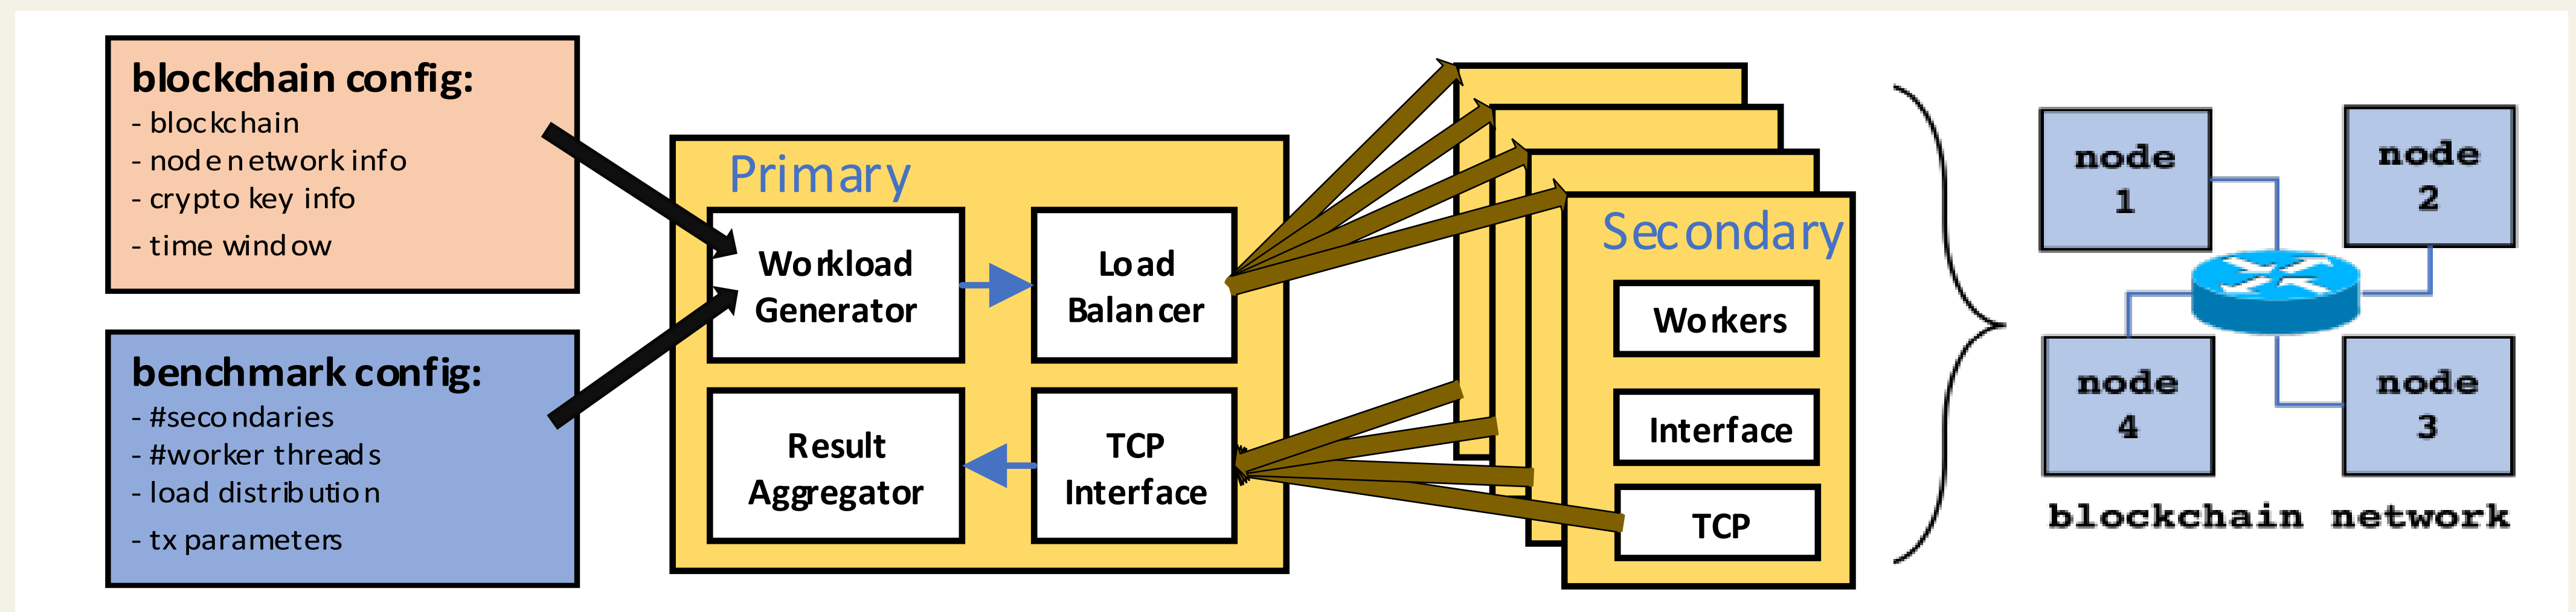 blockchain config:
- blockchain
- node network info
- crypto key info
- time window
benchmark config:
- #secondaries
- #worker threads
- load distribution
- tx parameters
Primary
Workload
Generator
Load
Balancer
Result
Aggregator
TCP
Interface
Secondary
Workers
Interface
TCP
node
1
node
2
node
4
node
3
blockchain network